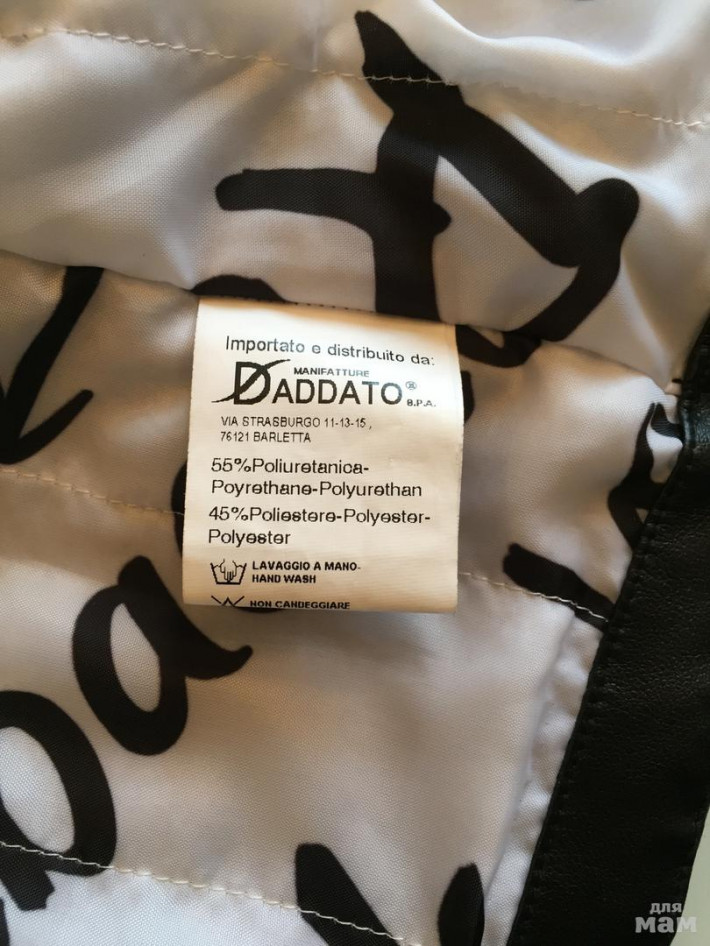 Importato e distribuito da:
MANIFATTURE
DADDATO® S.P.A.
VIA STRASBURGO 11-13-15,
76121 BARLETTA
55%Poliuretanica-
Poyrethane-Polyurethan
45%Poliestere-Polyester-
Polyester
LAVAGGIO A MANO-
HAND WASH
NON CANDEGGIARE
для
мам